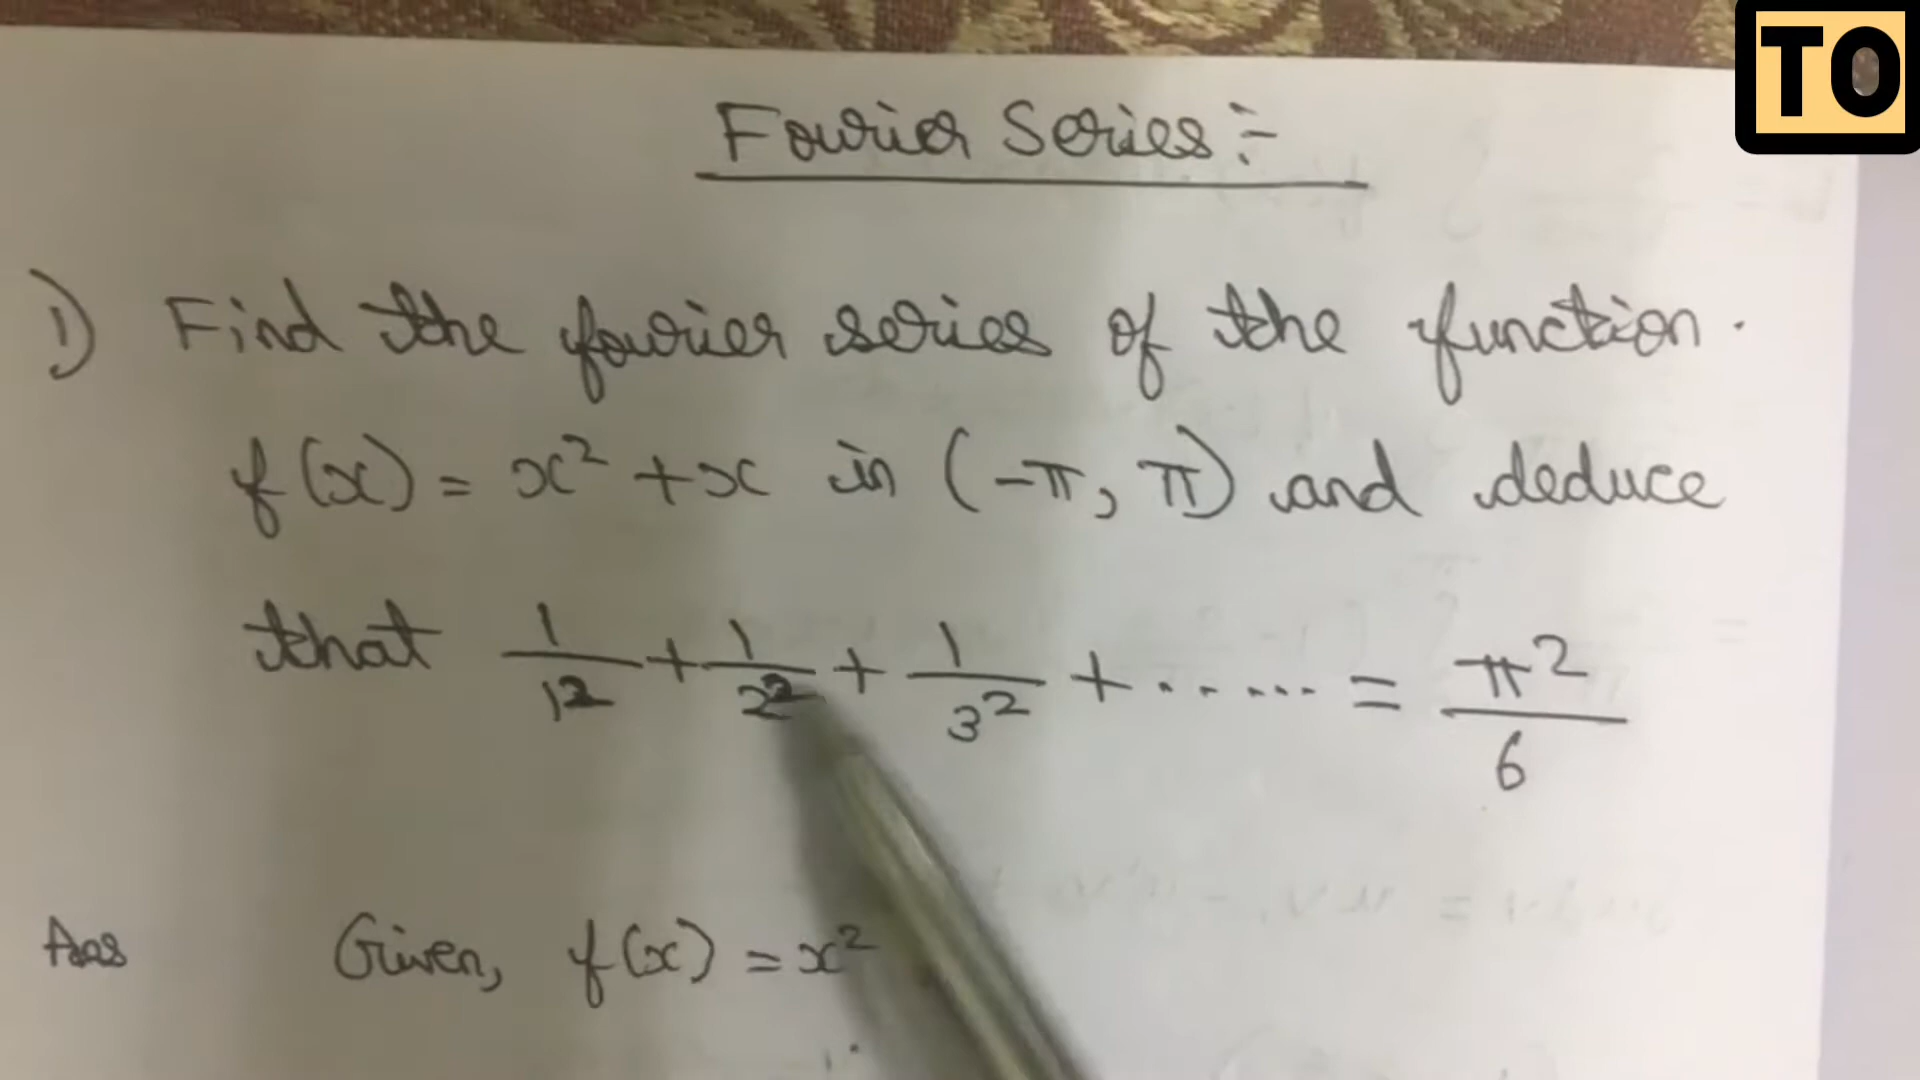 TO
Fourier Series:-
1) Find the fourier series of the function.
f(x) = x² + x in (-π, π) and deduce
that 1/1² + 1/2² + 1/3² + ...... = π²/6
Ans Given, f(x) = x²